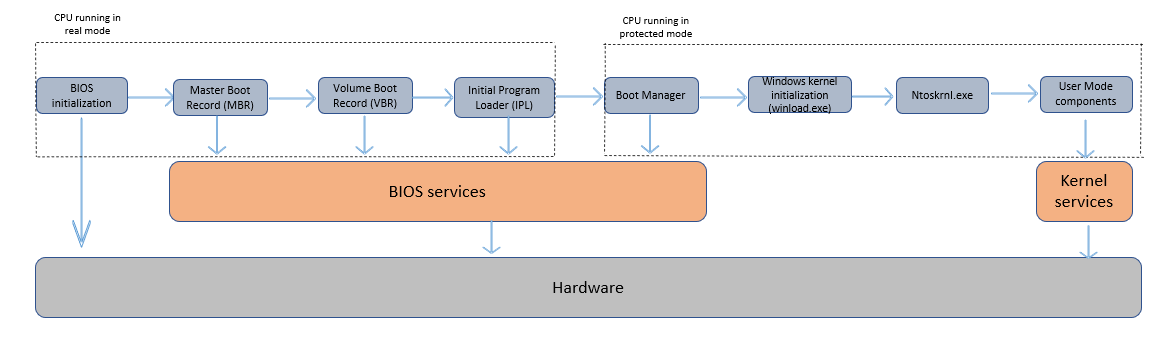 CPU running in
real mode
CPU running in
protected mode
BIOS
initialization
Master Boot
Record (MBR)
Volume Boot
Record (VBR)
Initial Program
Loader (IPL)
Boot Manager
Windows kernel
initialization
(winload.exe)
Ntoskrnl.exe
User Mode
components
BIOS services
Kernel
services
Hardware